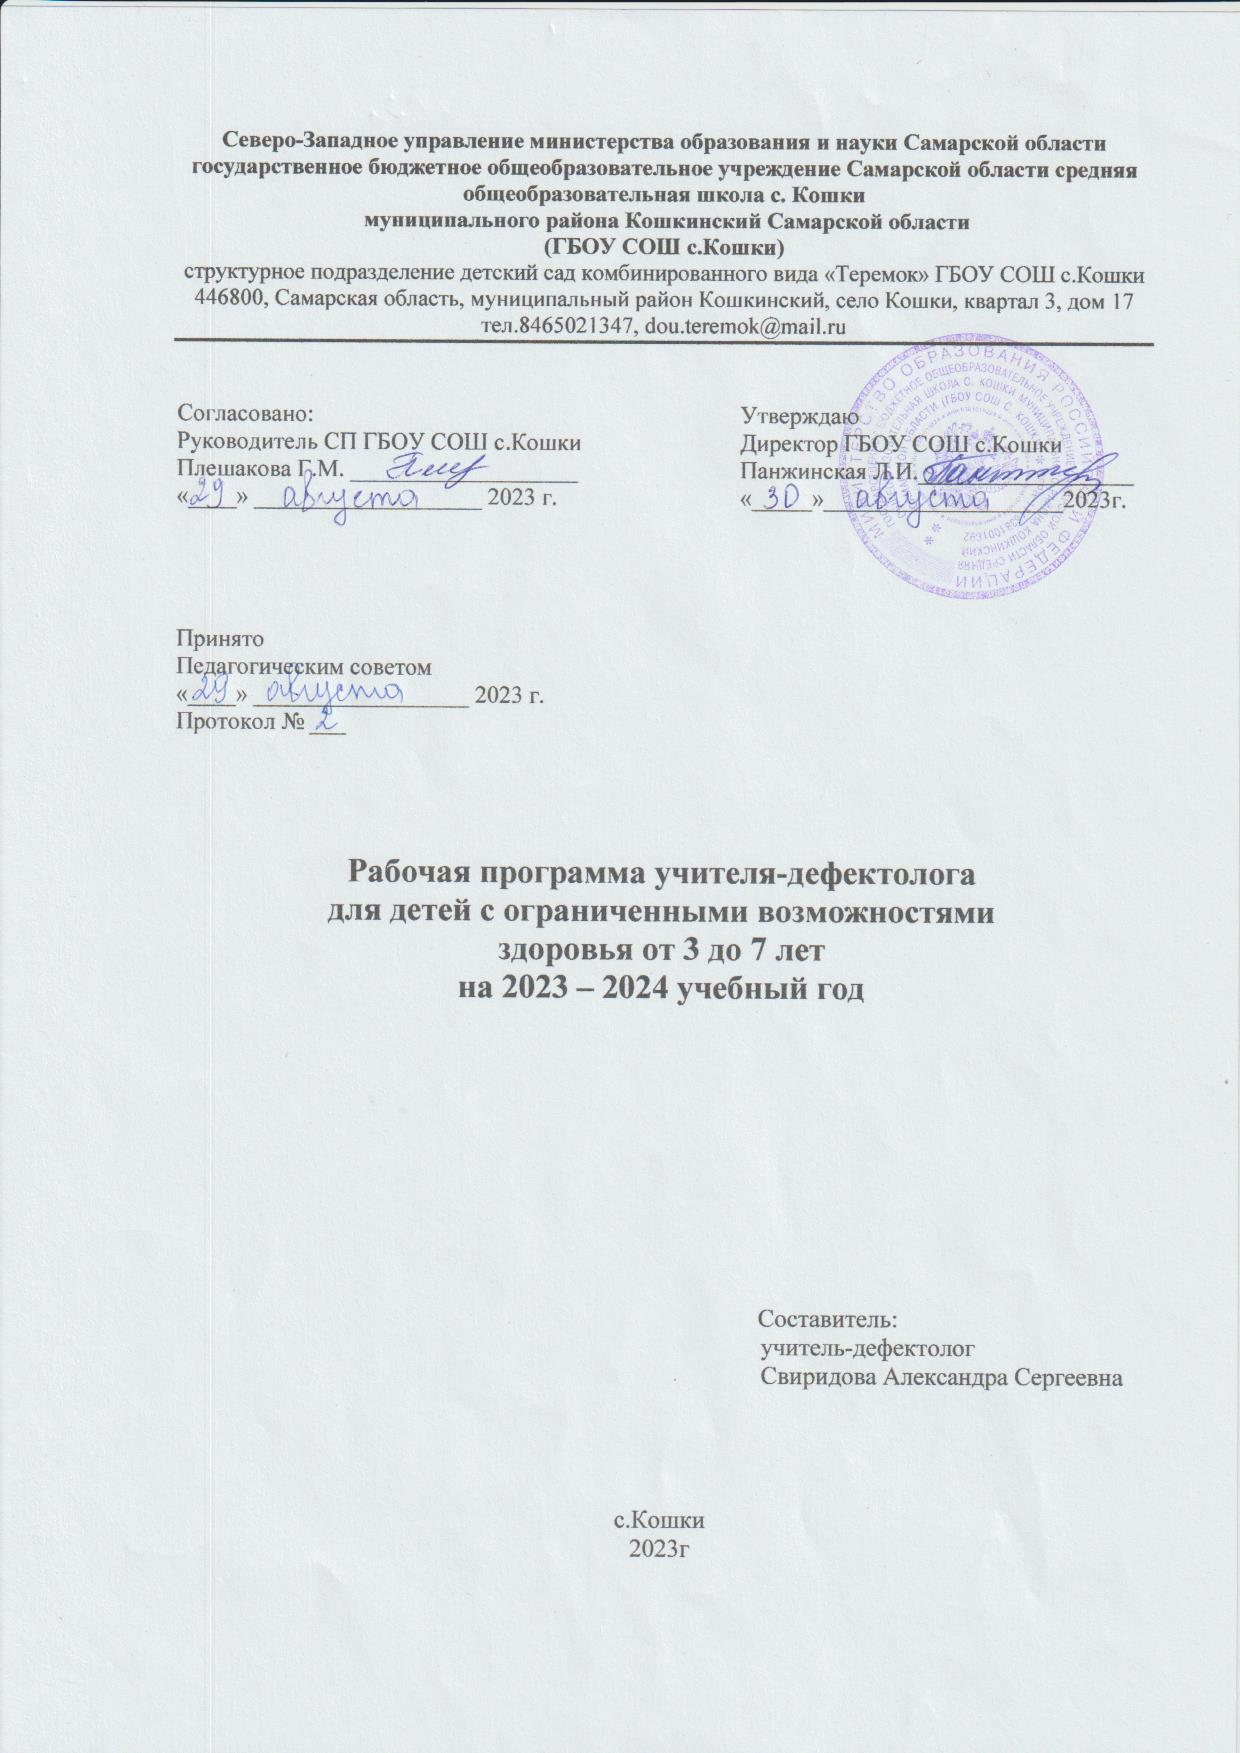 Северо-Западное управление министерства образования и науки Самарской области
государственное бюджетное общеобразовательное учреждение Самарской области средняя
общеобразовательная школа с. Кошки
муниципального района Кошкинский Самарской области
(ГБОУ СОШ с.Кошки)
структурное подразделение детский сад комбинированного вида «Теремок» ГБОУ СОШ с.Кошки
446800, Самарская область, муниципальный район Кошкинский, село Кошки, квартал 3, дом 17
тел.8465021347, dou.teremok@mail.ru
Согласовано:
Руководитель СП ГБОУ СОШ с.Кошки
Плешакова Г.М.
«29» августа 2023 г.
Утверждаю
Директор ГБОУ СОШ с.Кошки
Панжинская Л.И.
«30» августа 2023г.
Принято
Педагогическим советом
«29» августа 2023 г.
Протокол № 2
Рабочая программа учителя-дефектолога
для детей с ограниченными возможностями
здоровья от 3 до 7 лет
на 2023 – 2024 учебный год
Составитель:
учитель-дефектолог
Свиридова Александра Сергеевна
с.Кошки
2023г